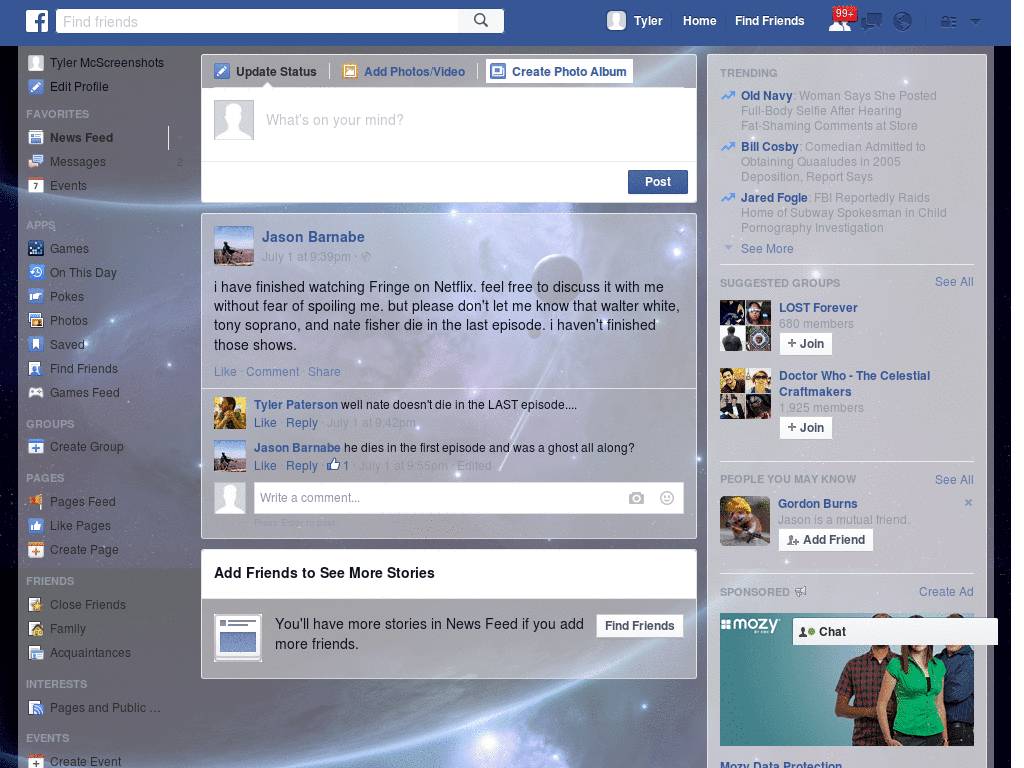 Find friends
Tyler
Home
Find Friends
99+
Tyler McScreenshots
Edit Profile
FAVORITES
News Feed
Messages
2
Events
APPS
Games
On This Day
Pokes
Photos
Saved
Find Friends
Games Feed
GROUPS
Create Group
PAGES
Pages Feed
Like Pages
Create Page
FRIENDS
Close Friends
Family
Acquaintances
INTERESTS
Pages and Public ...
EVENTS
Create Event
Update Status
Add Photos/Video
Create Photo Album
What's on your mind?
Post
Jason Barnabe
July 1 at 9:39pm ·
i have finished watching Fringe on Netflix. feel free to discuss it with me
without fear of spoiling me. but please don't let me know that walter white,
tony soprano, and nate fisher die in the last episode. i haven't finished
those shows.
Like · Comment · Share
Tyler Paterson well nate doesn't die in the LAST episode....
Like · Reply · July 1 at 9:42pm
Jason Barnabe he dies in the first episode and was a ghost all along?
Like · Reply · 1 · July 1 at 9:55pm · Edited
Write a comment...
Press Enter to post.
Add Friends to See More Stories
You'll have more stories in News Feed if you add
more friends.
Find Friends
TRENDING
Old Navy: Woman Says She Posted
Full-Body Selfie After Hearing
Fat-Shaming Comments at Store
Bill Cosby: Comedian Admitted to
Obtaining Quaaludes in 2005
Deposition, Report Says
Jared Fogle: FBI Reportedly Raids
Home of Subway Spokesman in Child
Pornography Investigation
See More
SUGGESTED GROUPS
See All
LOST Forever
680 members
+ Join
Doctor Who - The Celestial
Craftmakers
1,925 members
+ Join
PEOPLE YOU MAY KNOW
See All
Gordon Burns
Jason is a mutual friend.
Add Friend
SPONSORED
Create Ad
mozy
BY EMC
Chat
Mozy Data Protection